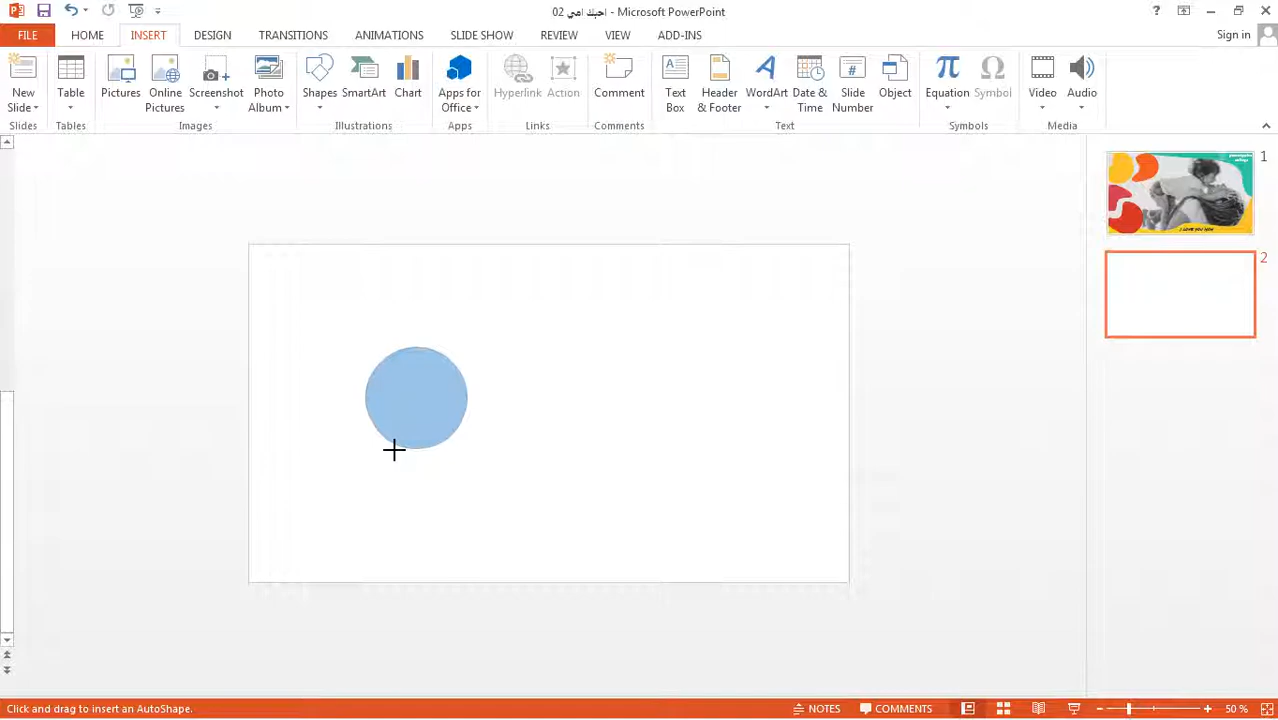 احبك امي 02 - Microsoft PowerPoint
?
FILE HOME INSERT DESIGN TRANSITIONS ANIMATIONS SLIDE SHOW REVIEW VIEW ADD-INS Sign in
New Slide
Table
Pictures
Online Pictures
Screenshot
Photo Album
Shapes
SmartArt
Chart
Apps for Office
Hyperlink
Action
Comment
Text Box
Header & Footer
WordArt
Date & Time
Slide Number
Object
Equation
Symbol
Video
Audio
Slides Tables Images Illustrations Apps Links Comments Text Symbols Media
1
I LOVE YOU MOM
2
Click and drag to insert an AutoShape. NOTES COMMENTS 50 %